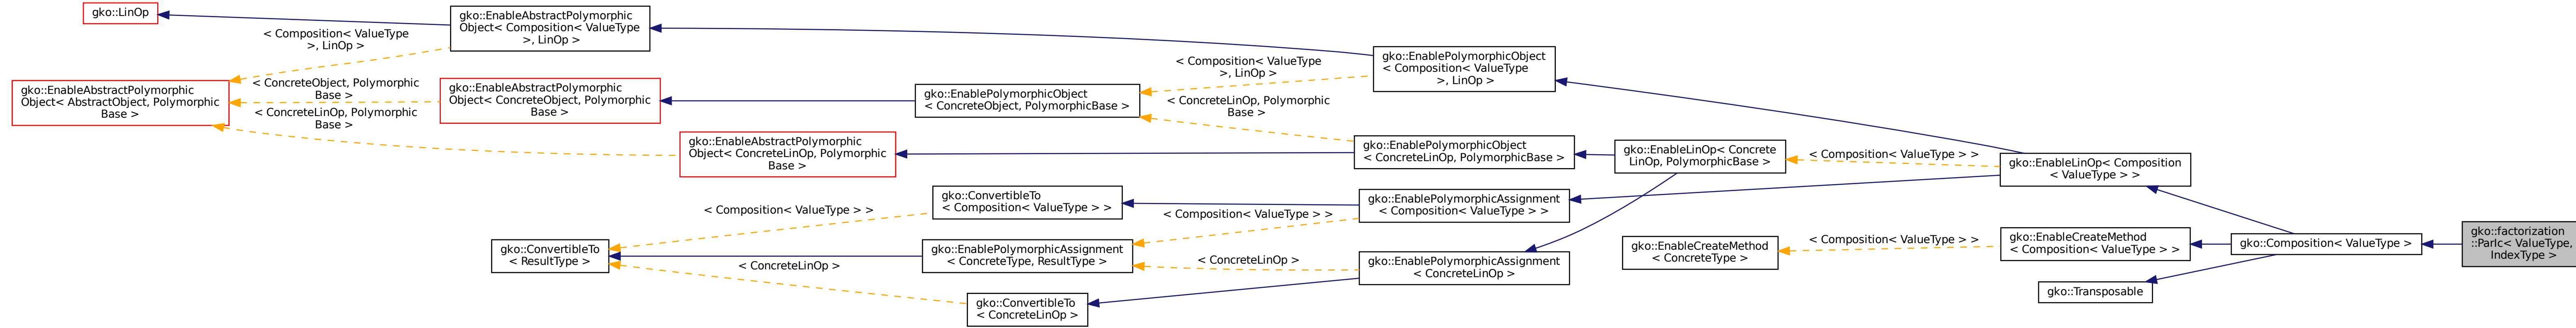 gko::LinOp
gko::EnableAbstractPolymorphic
Object< Composition< ValueType
>, LinOp >
< Composition< ValueType
>, LinOp >
gko::EnableAbstractPolymorphic
Object< AbstractObject, Polymorphic
Base >
< ConcreteObject, Polymorphic
Base >
< ConcreteLinOp, Polymorphic
Base >
gko::EnableAbstractPolymorphic
Object< ConcreteObject, Polymorphic
Base >
gko::EnablePolymorphicObject
< ConcreteObject, PolymorphicBase >
< Composition< ValueType
>, LinOp >
< ConcreteLinOp, Polymorphic
Base >
gko::EnablePolymorphicObject
< Composition< ValueType
>, LinOp >
gko::EnableAbstractPolymorphic
Object< ConcreteLinOp, Polymorphic
Base >
gko::EnablePolymorphicObject
< ConcreteLinOp, PolymorphicBase >
gko::EnableLinOp< Concrete
LinOp, PolymorphicBase >
< Composition< ValueType > >
gko::EnableLinOp< Composition
< ValueType > >
gko::ConvertibleTo
< Composition< ValueType > >
gko::EnablePolymorphicAssignment
< Composition< ValueType > >
< Composition< ValueType > >
< Composition< ValueType > >
gko::ConvertibleTo
< ResultType >
gko::EnablePolymorphicAssignment
< ConcreteType, ResultType >
< ConcreteLinOp >
< ConcreteLinOp >
gko::EnablePolymorphicAssignment
< ConcreteLinOp >
gko::ConvertibleTo
< ConcreteLinOp >
gko::EnableCreateMethod
< ConcreteType >
< Composition< ValueType > >
gko::EnableCreateMethod
< Composition< ValueType > >
gko::Transposable
gko::Composition< ValueType >
gko::factorization
::ParIc< ValueType,
IndexType >